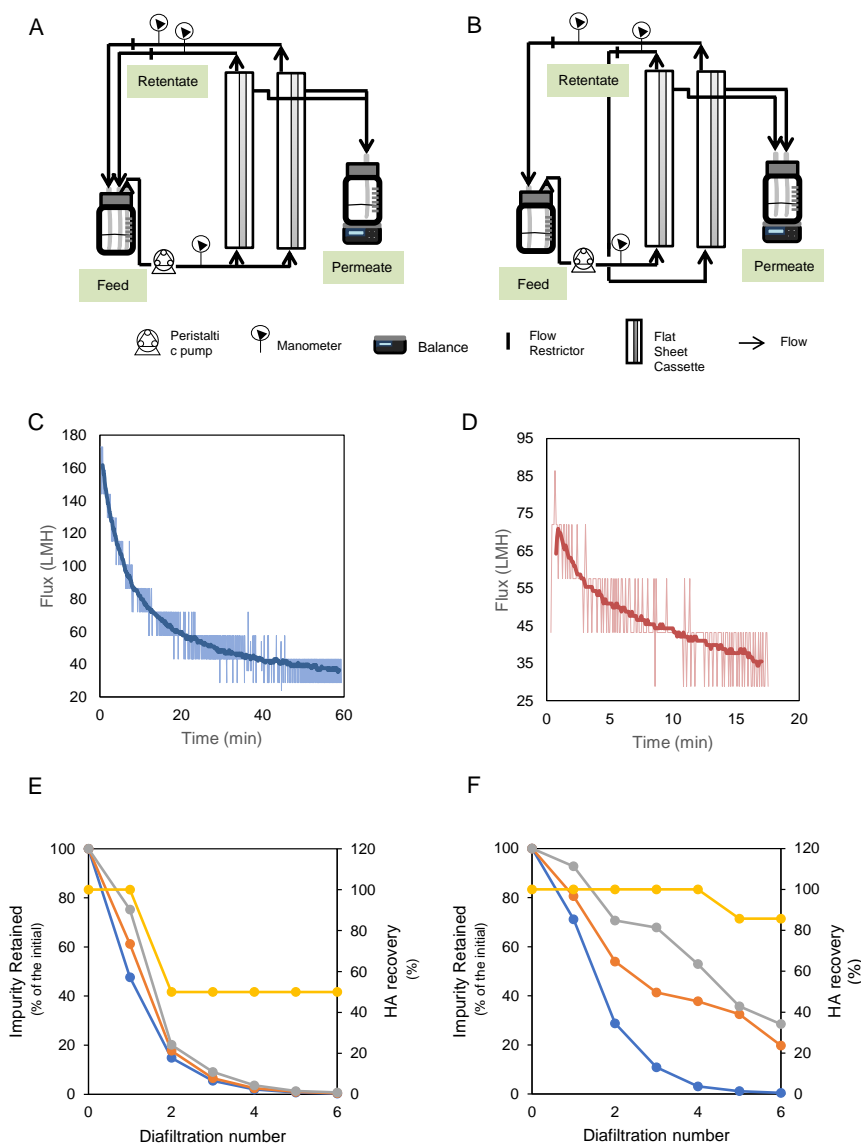 A
Retentate
Feed
Permeate
B
Retentate
Feed
Permeate
Peristalti
c pump
Manometer
Balance
Flow
Restrictor
Flat
Sheet
Cassette
Flow
C
180
160
140
120
100
80
60
40
20
0
20
40
60
Flux (LMH)
Time (min)
D
95
85
75
65
55
45
35
25
0
5
10
15
20
Flux (LMH)
Time (min)
E
100
80
60
40
20
0
120
100
80
60
40
20
0
0
2
4
6
Impurity Retained
(% of the initial)
HA recovery
(%)
Diafiltration number
F
100
80
60
40
20
0
120
100
80
60
40
20
0
0
2
4
6
Impurity Retained
(% of the initial)
HA recovery
(%)
Diafiltration number